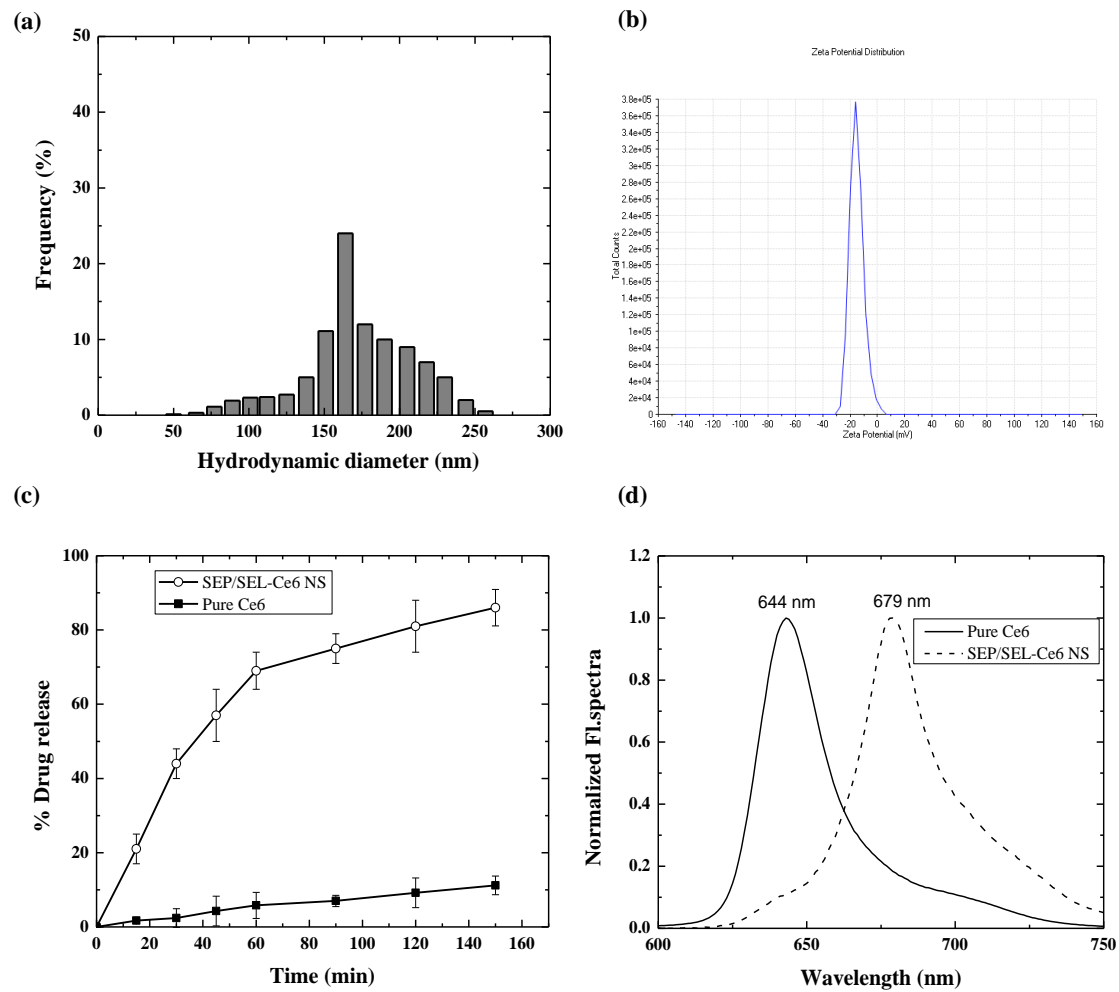 (a)
50
40
30
20
10
0
Frequency (%)
0 50 100 150 200 250 300
Hydrodynamic diameter (nm)
(b)
Zeta Potential Distribution
3.8e+05
3.6e+05
3.4e+05
3.2e+05
3e+05
2.8e+05
2.6e+05
2.4e+05
2.2e+05
2e+05
1.8e+05
1.6e+05
1.4e+05
1.2e+05
1e+05
8e+04
6e+04
4e+04
2e+04
0
Total Counts
-160 -140 -120 -100 -80 -60 -40 -20 0 20 40 60 80 100 120 140 160
Zeta Potential (mV)
(c)
100
80
60
40
20
0
% Drug release
SEP/SEL-Ce6 NS
Pure Ce6
0 20 40 60 80 100 120 140 160
Time (min)
(d)
1.2
1.0
0.8
0.6
0.4
0.2
0.0
Normalized Fl.spectra
644 nm 679 nm
Pure Ce6
SEP/SEL-Ce6 NS
600 650 700 750
Wavelength (nm)